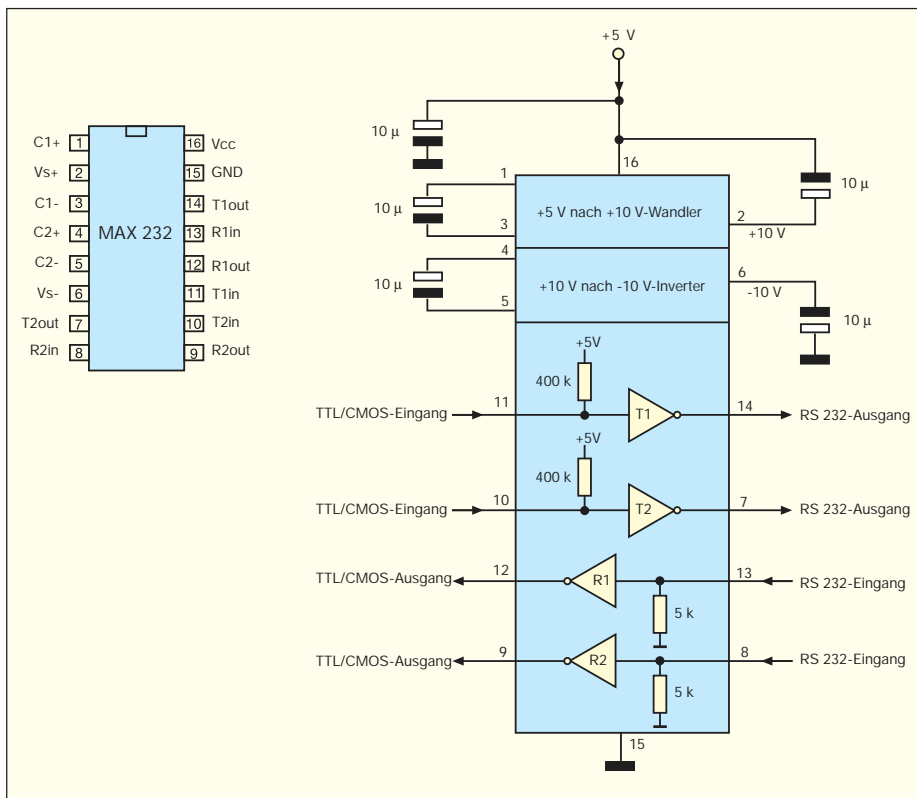 C1+ 1
Vs+ 2
C1- 3
C2+ 4
C2- 5
Vs- 6
T2out 7
R2in 8
MAX 232
16 Vcc
15 GND
14 T1out
13 R1in
12 R1out
11 T1in
10 T2in
9 R2out
+5 V
10 µ
16
10 µ
1
10 µ
3
+5 V nach +10 V-Wandler
2
+10 V
4
10 µ
5
+10 V nach -10 V-Inverter
6
-10 V
10 µ
+5V
400 k
TTL/CMOS-Eingang
11
T1
14
RS 232-Ausgang
+5V
400 k
TTL/CMOS-Eingang
10
T2
7
RS 232-Ausgang
TTL/CMOS-Ausgang
12
R1
13
RS 232-Eingang
5 k
TTL/CMOS-Ausgang
9
R2
8
RS 232-Eingang
5 k
15